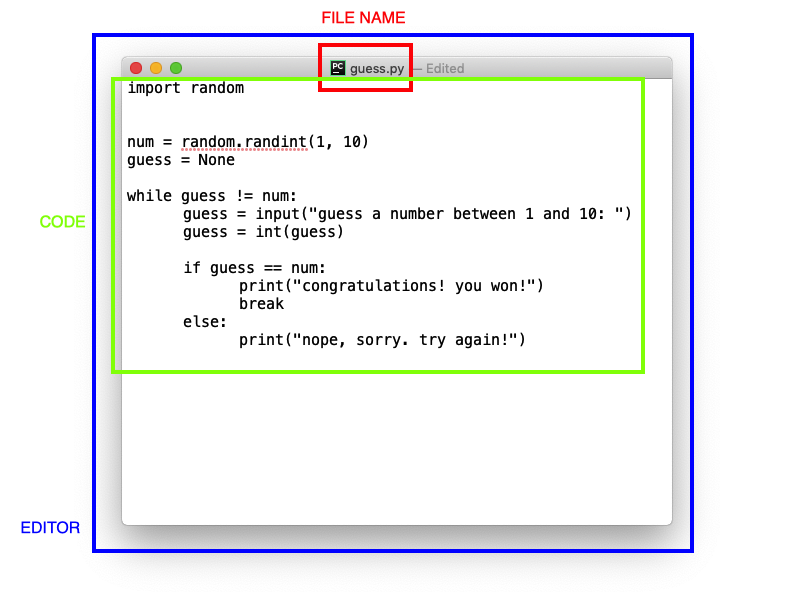 FILE NAME
PC guess.py — Edited
import random
num = random.randint(1, 10)
guess = None
while guess != num:
guess = input("guess a number between 1 and 10: ")
CODE
guess = int(guess)
if guess == num:
print("congratulations! you won!")
break
else:
print("nope, sorry. try again!")
EDITOR